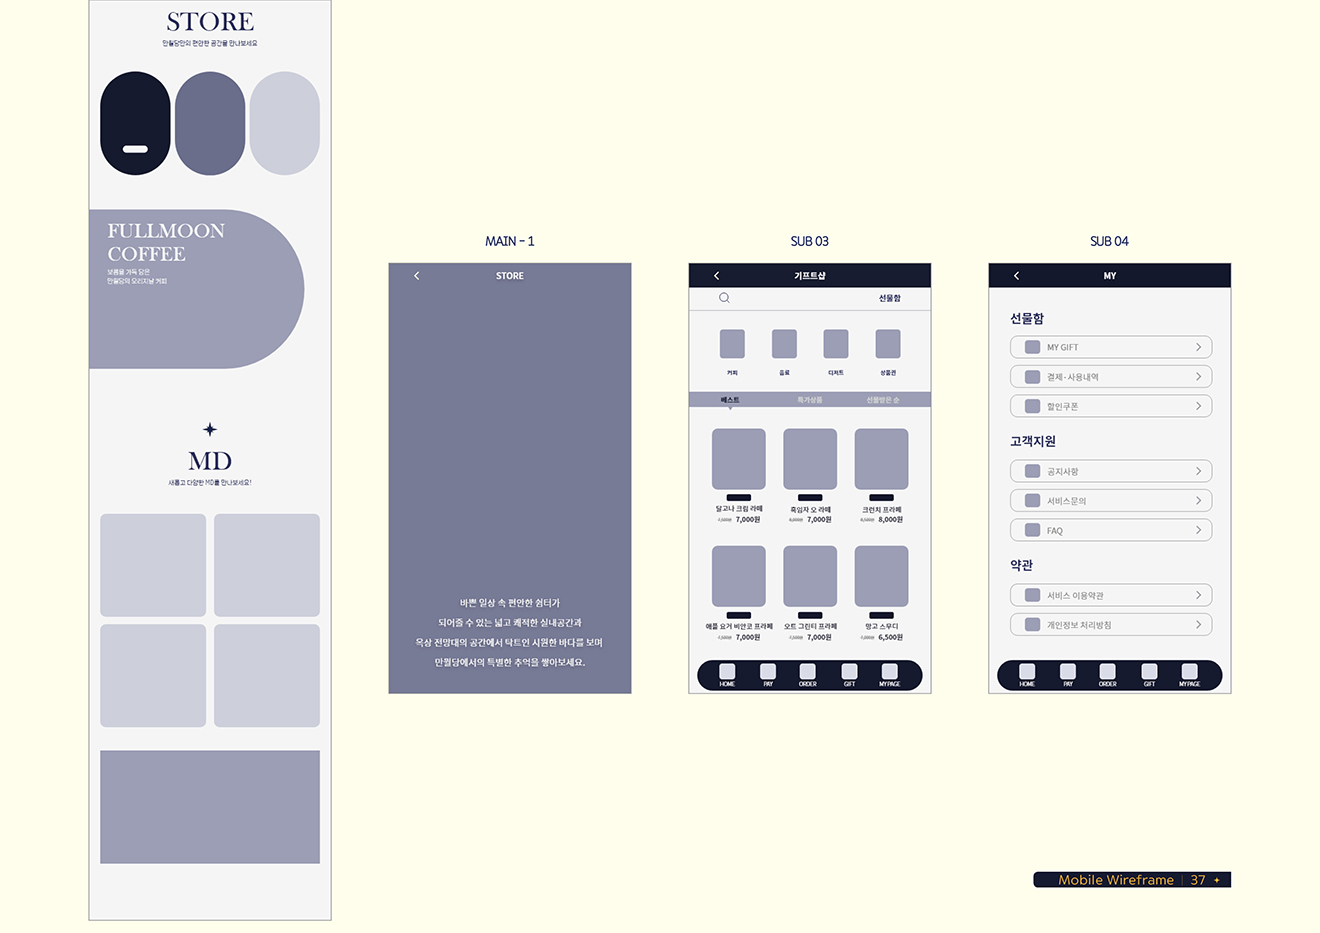 STORE
만월당만의 편안한 공간을 만나보세요
FULLMOON
COFFEE
보름을 가득 담은
만월당의 오리지널 커피
MD
새롭고 다양한 MD를 만나보세요!
MAIN - 1
STORE
바쁜 일상 속 편안한 쉼터가
되어줄 수 있는 넓고 쾌적한 실내공간과
옥상 전망대의 공간에서 탁트인 시원한 바다를 보며
만월당에서의 특별한 추억을 쌓아보세요.
SUB 03
기프트샵
선물함
커피 음료 디저트 상품권
베스트 특가상품 선물받은 순
달고나 크림 라떼 흑임자 오 라떼 크런치 프라페
7,000원 7,000원 8,000원
애플 요거 비안코 프라페 오트 그린티 프라페 망고 스무디
7,000원 7,000원 6,500원
HOME PAY ORDER GIFT MYPAGE
SUB 04
MY
선물함
MY GIFT
결제·사용내역
할인쿠폰
고객지원
공지사항
서비스문의
FAQ
약관
서비스 이용약관
개인정보 처리방침
HOME PAY ORDER GIFT MYPAGE
Mobile Wireframe | 37